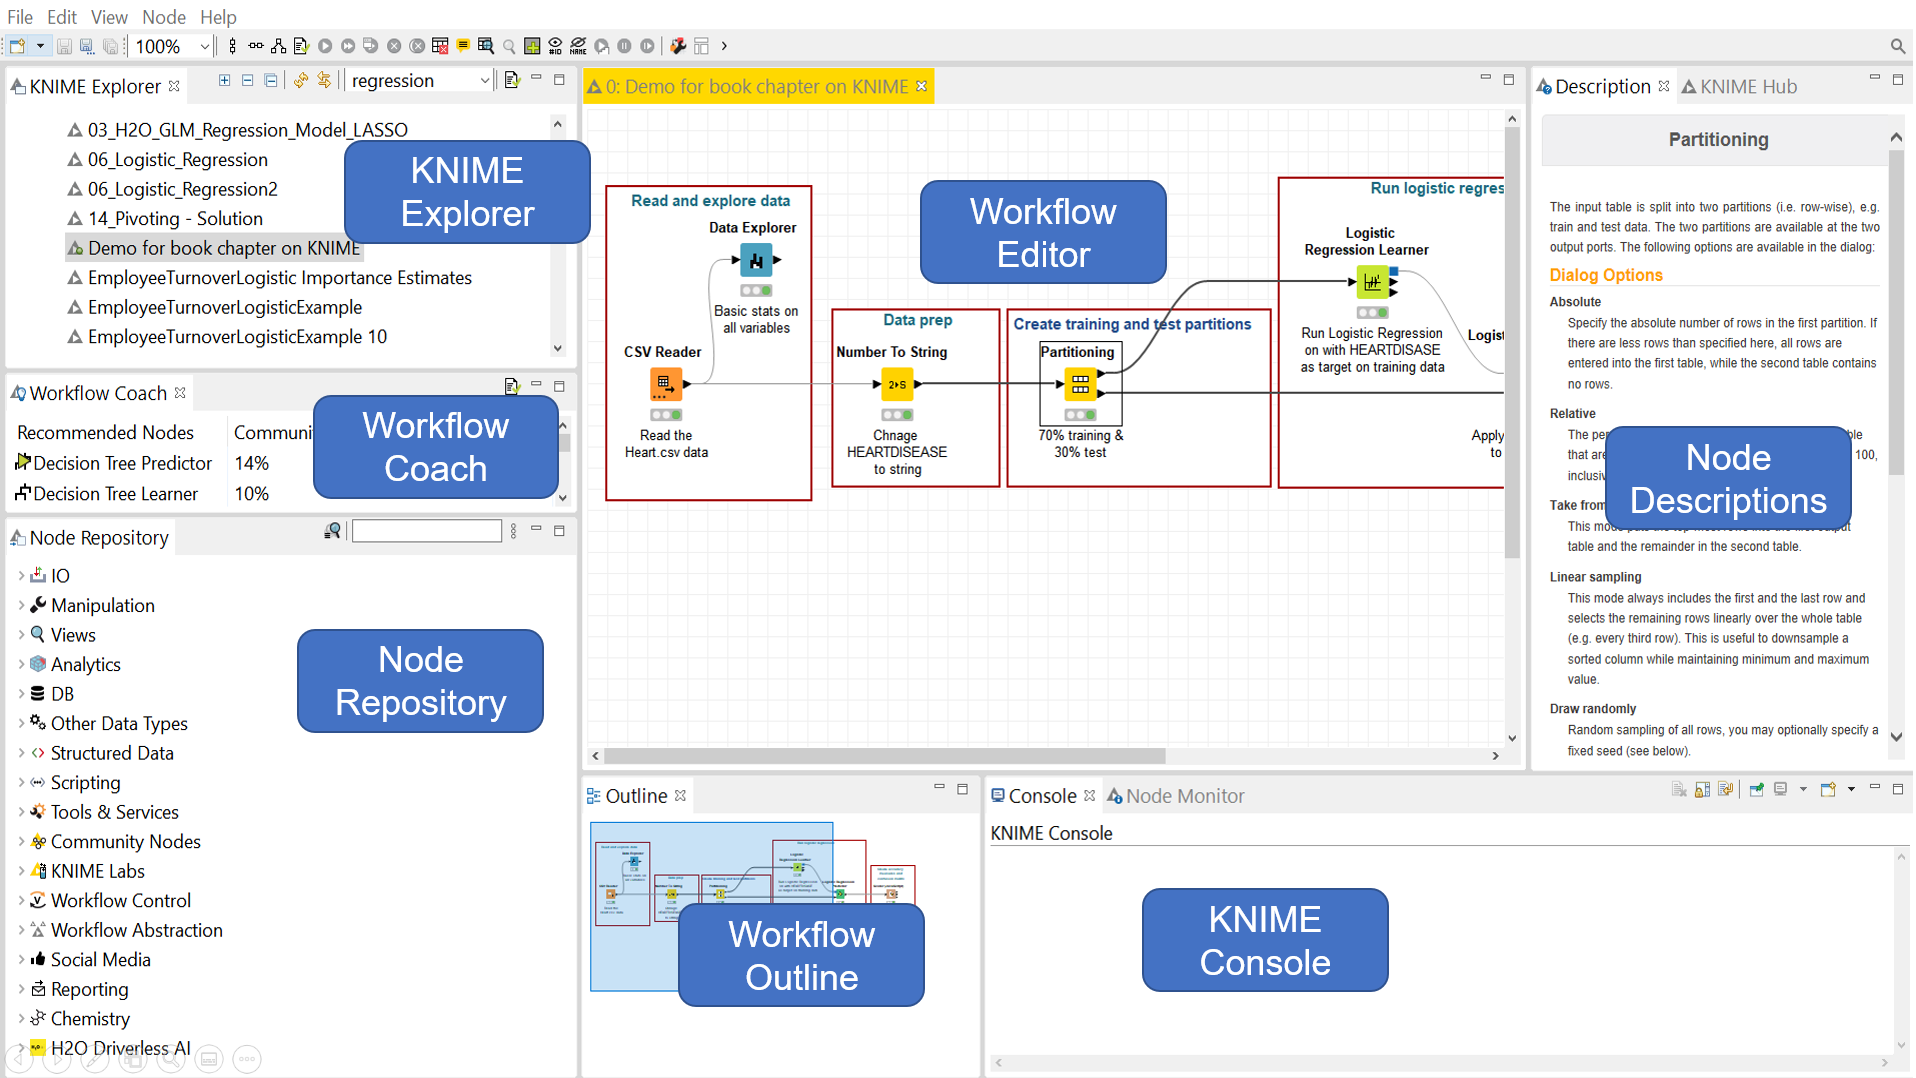 File Edit View Node Help
100%
KNIME Explorer
regression
03_H2O_GLM_Regression_Model_LASSO
06_Logistic_Regression
06_Logistic_Regression2
14_Pivoting - Solution
Demo for book chapter on KNIME
EmployeeTurnoverLogistic Importance Estimates
EmployeeTurnoverLogisticExample
EmployeeTurnoverLogisticExample 10
KNIME
Explorer
Workflow Coach
Recommended Nodes Communi
Decision Tree Predictor 14%
Decision Tree Learner 10%
Workflow
Coach
Node Repository
IO
Manipulation
Views
Analytics
DB
Other Data Types
Structured Data
Scripting
Tools & Services
Community Nodes
KNIME Labs
Workflow Control
Workflow Abstraction
Social Media
Reporting
Chemistry
H2O Driverless AI
Node
Repository
0: Demo for book chapter on KNIME
Workflow
Editor
Read and explore data
Data Explorer
Basic stats on
all variables
CSV Reader
Read the
Heart.csv data
Data prep
Number To String
2▸S
Chnage
HEARTDISEASE
to string
Create training and test partitions
Partitioning
70% training &
30% test
Run logistic regres
Logistic
Regression Learner
Run Logistic Regression
on with HEARTDISASE
as target on training data
Logist
Apply
to
Description
KNIME Hub
Partitioning
The input table is split into two partitions (i.e. row-wise), e.g.
train and test data. The two partitions are available at the two
output ports. The following options are available in the dialog:
Dialog Options
Absolute
Specify the absolute number of rows in the first partition. If
there are less rows than specified here, all rows are
entered into the first table, while the second table contains
no rows.
Relative
The per ble
that are 100,
inclusiv
Take from
This mode puts the top-most rows into the first output
table and the remainder in the second table.
Linear sampling
This mode always includes the first and the last row and
selects the remaining rows linearly over the whole table
(e.g. every third row). This is useful to downsample a
sorted column while maintaining minimum and maximum
value.
Draw randomly
Random sampling of all rows, you may optionally specify a
fixed seed (see below).
Node
Descriptions
Outline
Workflow
Outline
Console
Node Monitor
KNIME Console
KNIME
Console